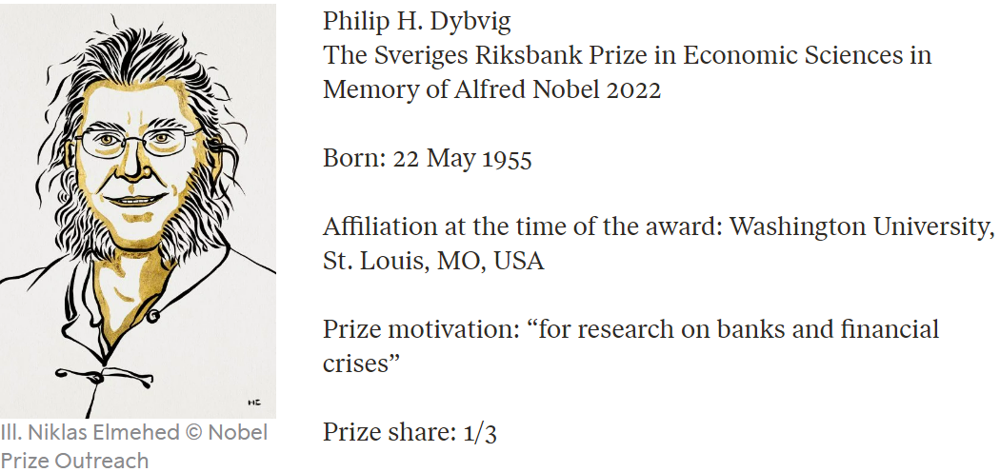 Philip H. Dybvig
The Sveriges Riksbank Prize in Economic Sciences in
Memory of Alfred Nobel 2022
Born: 22 May 1955
Affiliation at the time of the award: Washington University,
St. Louis, MO, USA
Prize motivation: “for research on banks and financial
crises”
Prize share: 1/3
NE
Ill. Niklas Elmehed © Nobel
Prize Outreach